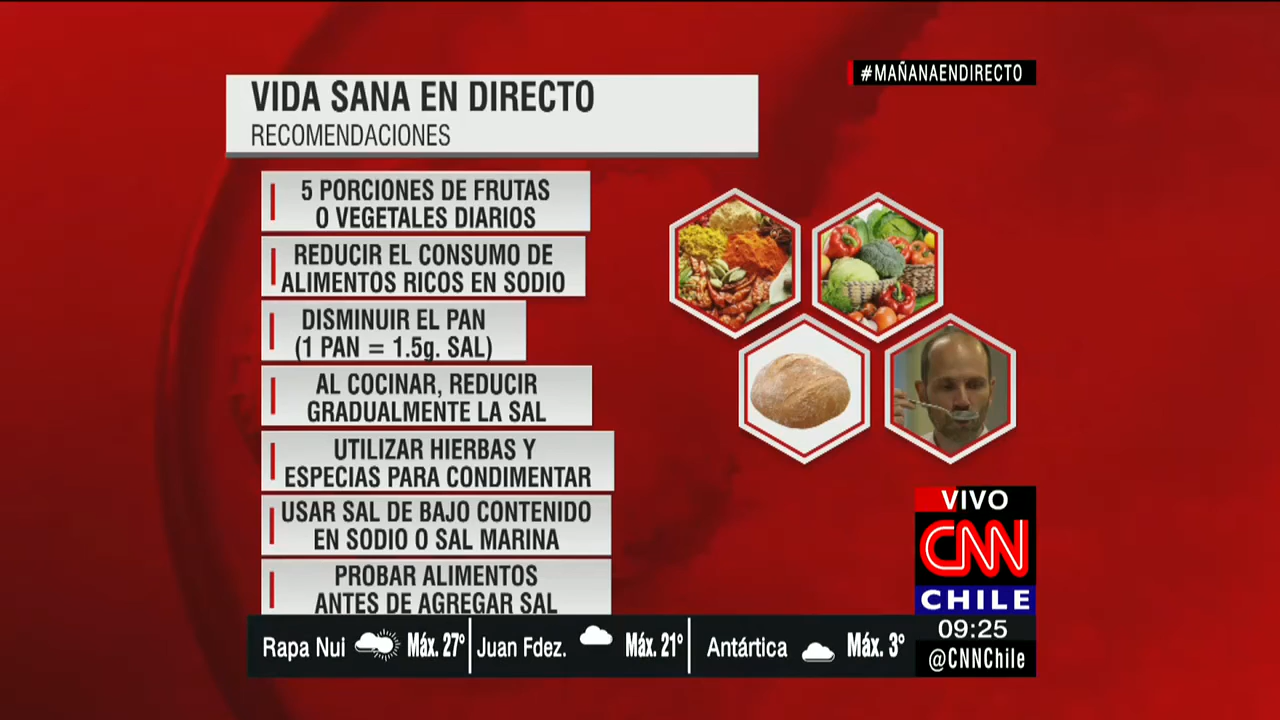 #MAÑANAENDIRECTO
VIDA SANA EN DIRECTO
RECOMENDACIONES
5 PORCIONES DE FRUTAS
O VEGETALES DIARIOS
REDUCIR EL CONSUMO DE
ALIMENTOS RICOS EN SODIO
DISMINUIR EL PAN
(1 PAN = 1.5g. SAL)
AL COCINAR, REDUCIR
GRADUALMENTE LA SAL
UTILIZAR HIERBAS Y
ESPECIAS PARA CONDIMENTAR
USAR SAL DE BAJO CONTENIDO
EN SODIO O SAL MARINA
PROBAR ALIMENTOS
ANTES DE AGREGAR SAL
VIVO
CNN
CHILE
09:25
@CNNChile
Rapa Nui Máx. 27° Juan Fdez. Máx. 21° Antártica Máx. 3°